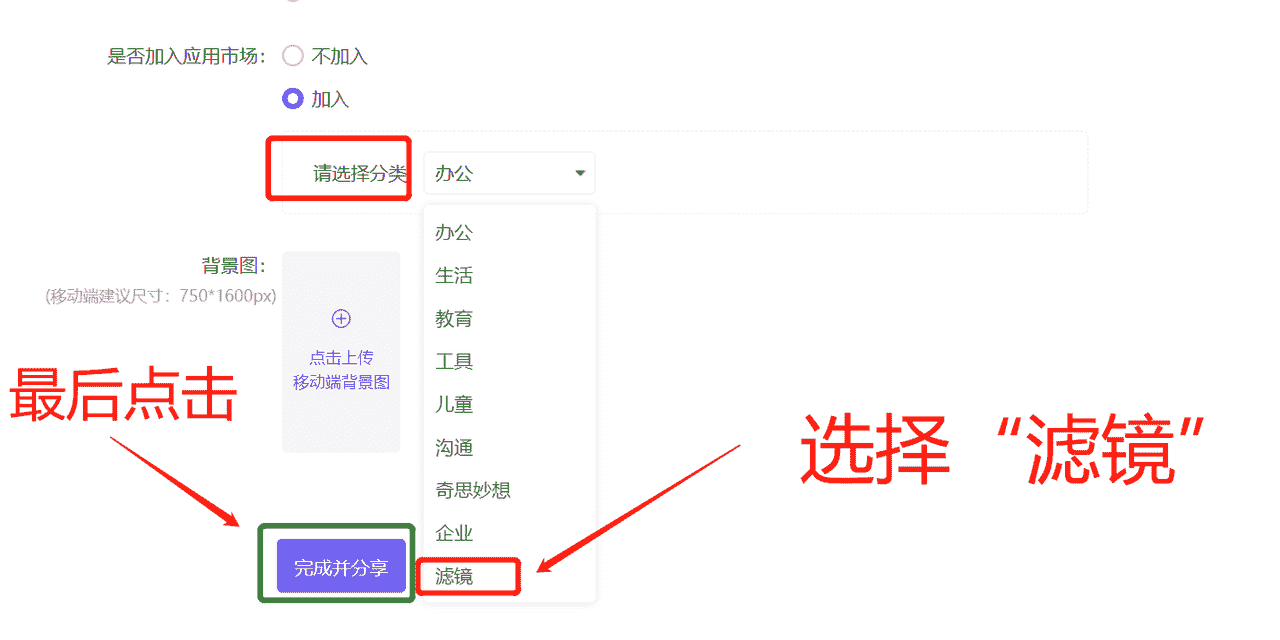 是否加入应用市场：
不加入
加入
请选择分类
办公
办公
生活
教育
工具
儿童
沟通
奇思妙想
企业
滤镜
背景图：
(移动端建议尺寸：750*1600px)
点击上传
移动端背景图
最后点击
选择“滤镜”
完成并分享